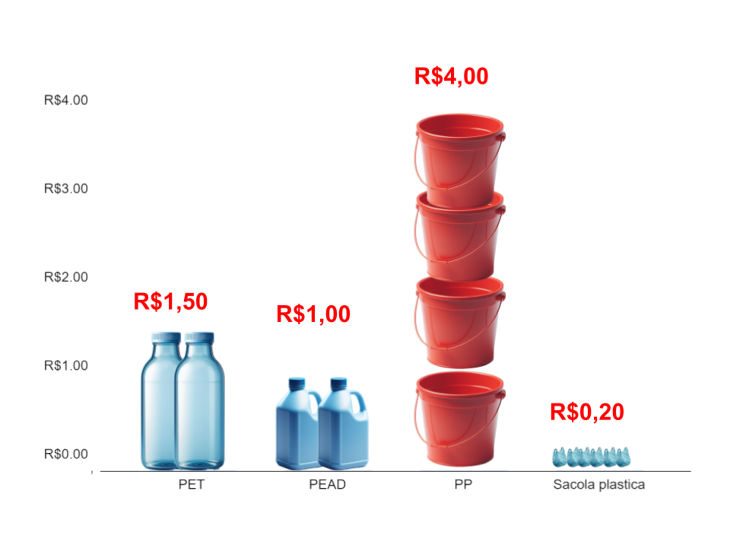 R$4,00
R$4.00
R$3.00
R$2.00
R$1,50
R$1,00
R$1.00
R$0,20
R$0.00
PET
PEAD
PP
Sacola plastica